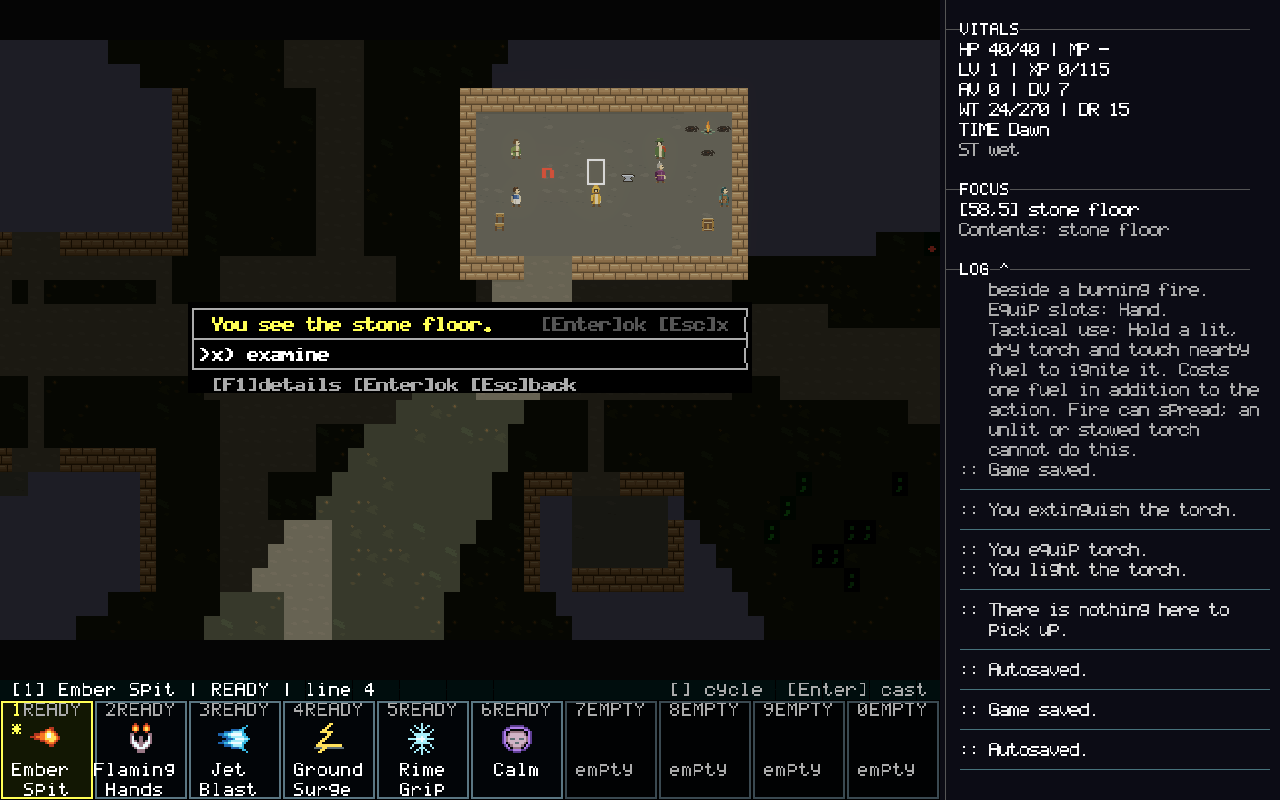 VITALS
HP 40/40 | MP -
LV 1 | XP 0/115
AV 0 | DV 7
WT 24/270 | DR 15
TIME Dawn
ST wet
FOCUS
[58,5] stone floor
Contents: stone floor
LOG ^
beside a burning fire.
Equip slots: Hand.
Tactical use: Hold a lit,
dry torch and touch nearby
fuel to ignite it. Costs
one fuel in addition to the
action. Fire can spread; an
unlit or stowed torch
cannot do this.
:: Game saved.
:: You extinguish the torch.
:: You equip torch.
:: You light the torch.
:: There is nothing here to
pick up.
:: Autosaved.
:: Game saved.
:: Autosaved.
n
You see the stone floor. [Enter]ok [Esc]x
>x) examine
[F1]details [Enter]ok [Esc]back
[1] Ember Spit | READY | line 4 [] cycle [Enter] cast
1READY 2READY 3READY 4READY 5READY 6READY 7EMPTY 8EMPTY 9EMPTY 0EMPTY
*
Ember Flaming Jet Ground Rime Calm empty empty empty empty
Spit Hands Blast Surge Grip